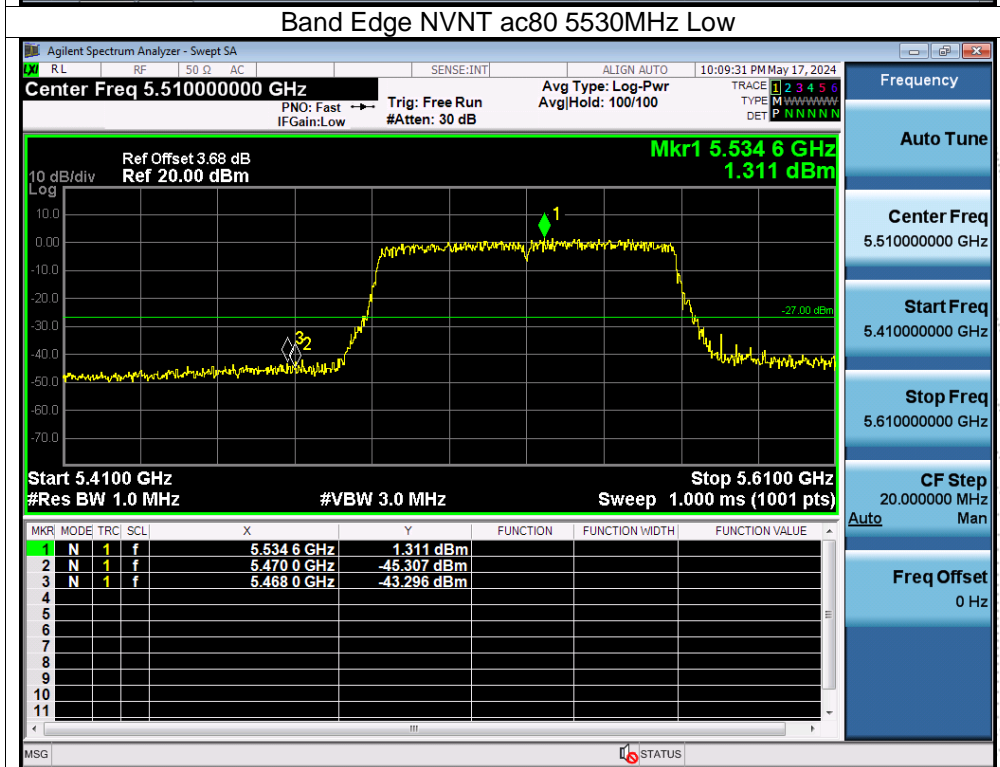 Band Edge NVNT ac80 5530MHz Low
Agilent Spectrum Analyzer - Swept SA
LXI RL RF 50 Ω AC SENSE:INT ALIGN AUTO 10:09:31 PM May 17, 2024
Center Freq 5.510000000 GHz
PNO: Fast
IFGain:Low
Trig: Free Run
#Atten: 30 dB
Avg Type: Log-Pwr
Avg|Hold: 100/100
TRACE 1 2 3 4 5 6
TYPE M WWWWW
DET P N N N N N
Mkr1 5.534 6 GHz
1.311 dBm
Ref Offset 3.68 dB
10 dB/div Ref 20.00 dBm
Log
10.0
0.00
-10.0
-20.0
-30.0
-40.0
-50.0
-60.0
-70.0
1
-27.00 dBm
3 2
Start 5.4100 GHz Stop 5.6100 GHz
#Res BW 1.0 MHz #VBW 3.0 MHz Sweep 1.000 ms (1001 pts)
MKR MODE TRC SCL X Y FUNCTION FUNCTION WIDTH FUNCTION VALUE
1 N 1 f 5.534 6 GHz 1.311 dBm
2 N 1 f 5.470 0 GHz -45.307 dBm
3 N 1 f 5.468 0 GHz -43.296 dBm
4
5
6
7
8
9
10
11
MSG STATUS
Frequency
Auto Tune
Center Freq
5.510000000 GHz
Start Freq
5.410000000 GHz
Stop Freq
5.610000000 GHz
CF Step
20.000000 MHz
Auto Man
Freq Offset
0 Hz